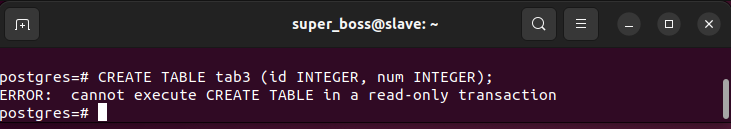 super_boss@slave: ~
postgres=# CREATE TABLE tab3 (id INTEGER, num INTEGER);
ERROR:  cannot execute CREATE TABLE in a read-only transaction
postgres=#